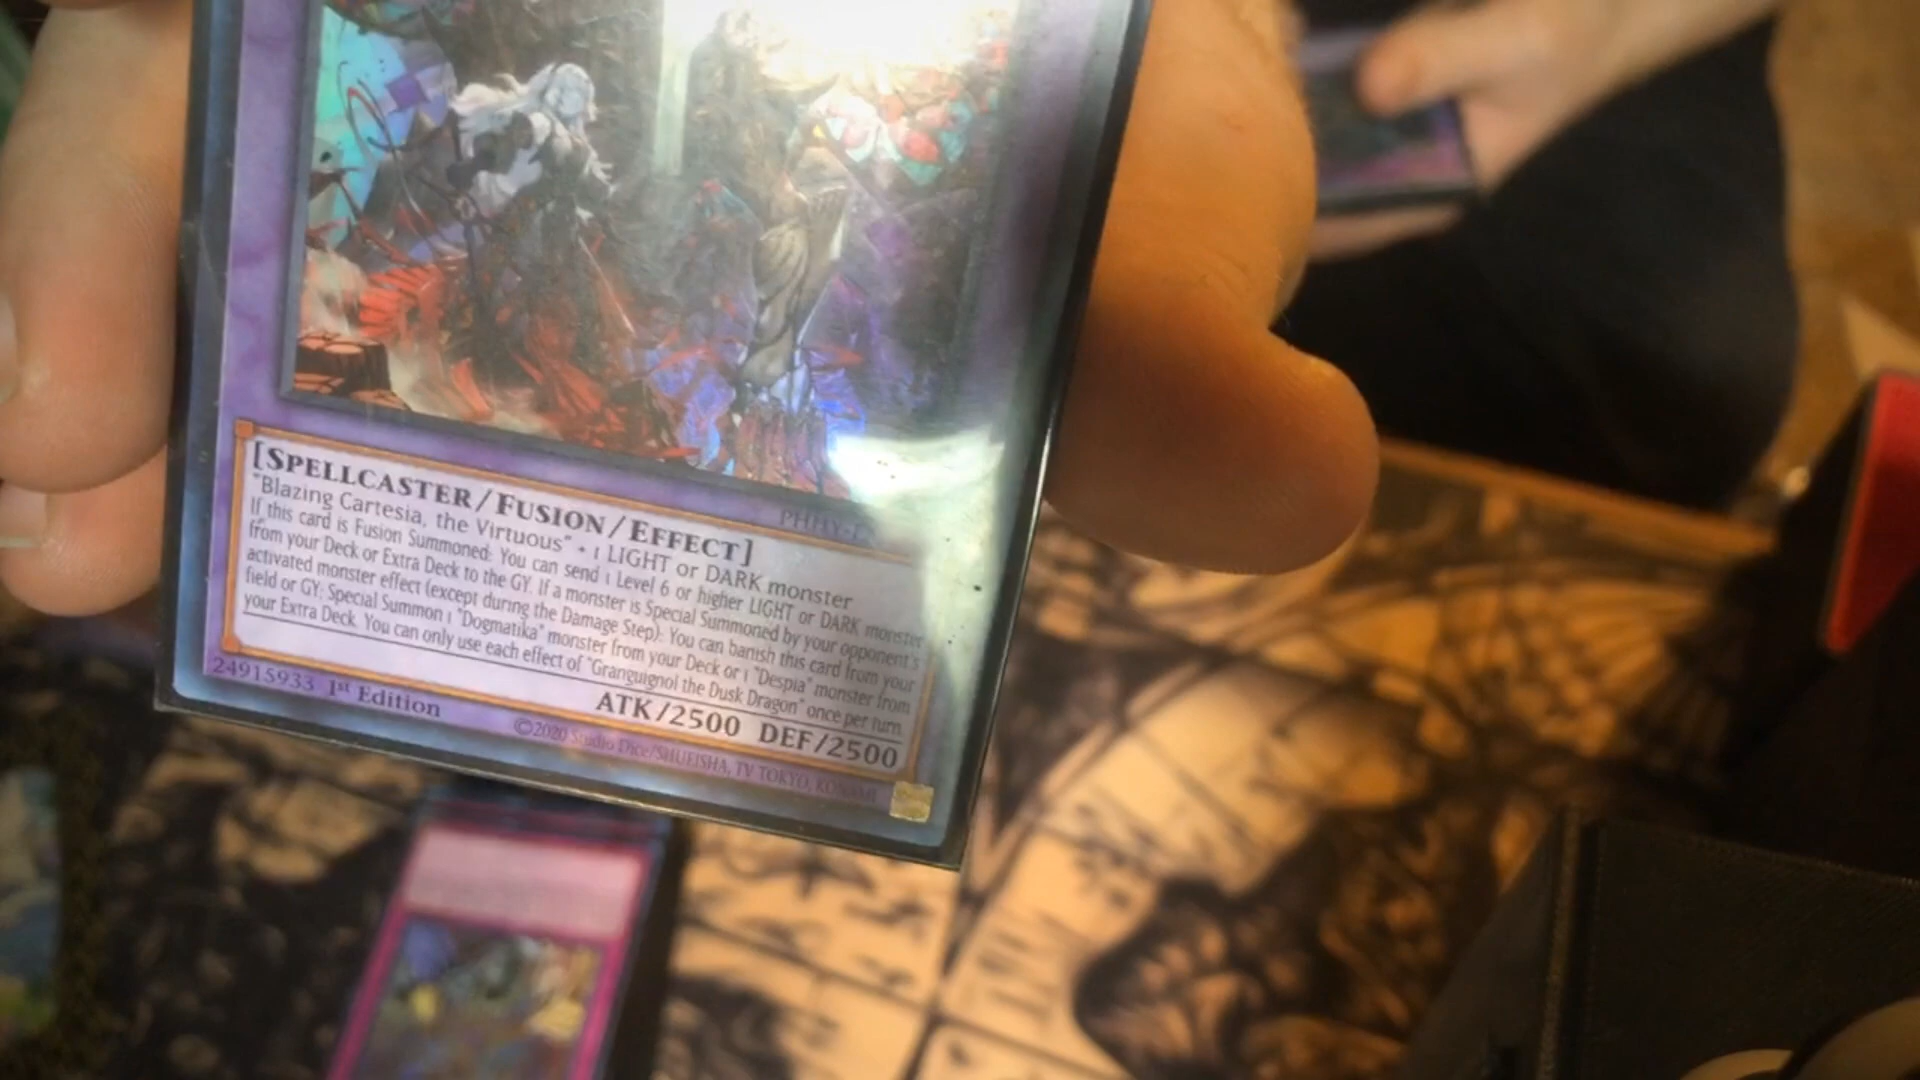 PHHY-E
[SPELLCASTER/FUSION/EFFECT]
"Blazing Cartesia, the Virtuous" + 1 LIGHT or DARK monster
If this card is Fusion Summoned: You can send 1 Level 6 or higher LIGHT or DARK monster
from your Deck or Extra Deck to the GY. If a monster is Special Summoned by your opponent's
activated monster effect (except during the Damage Step): You can banish this card from your
field or GY; Special Summon 1 "Dogmatika" monster from your Deck or 1 "Despia" monster from
your Extra Deck. You can only use each effect of "Granguignol the Dusk Dragon" once per turn.
ATK/2500 DEF/2500
24915933 1st Edition
©2020 Studio Dice/SHUEISHA, TV TOKYO, KONAMI